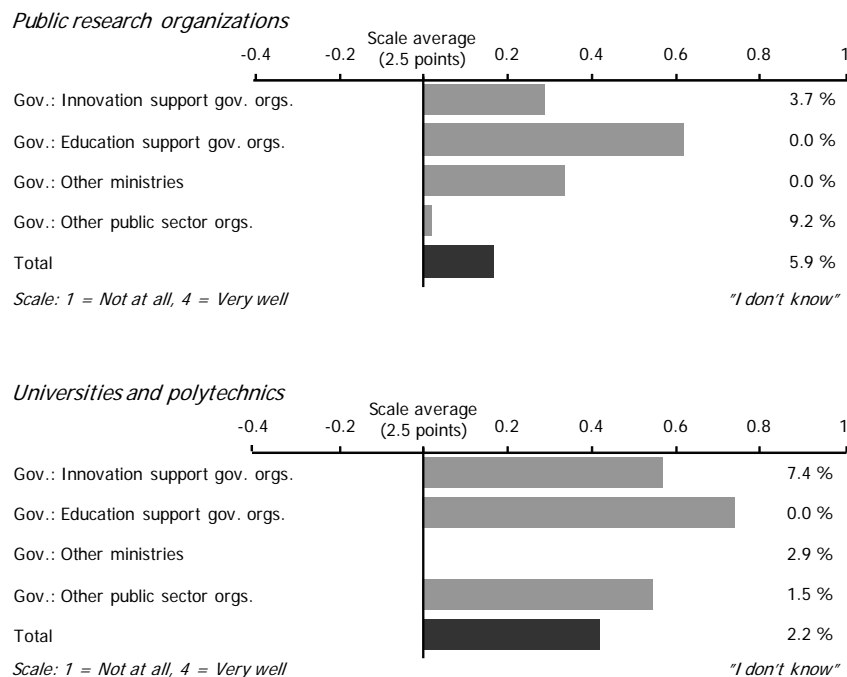 Public research organizations
-0.4 -0.2 Scale average (2.5 points) 0.2 0.4 0.6 0.8 1
Gov.: Innovation support gov. orgs. 3.7 %
Gov.: Education support gov. orgs. 0.0 %
Gov.: Other ministries 0.0 %
Gov.: Other public sector orgs. 9.2 %
Total 5.9 %
Scale: 1 = Not at all, 4 = Very well "I don't know"
Universities and polytechnics
-0.4 -0.2 Scale average (2.5 points) 0.2 0.4 0.6 0.8 1
Gov.: Innovation support gov. orgs. 7.4 %
Gov.: Education support gov. orgs. 0.0 %
Gov.: Other ministries 2.9 %
Gov.: Other public sector orgs. 1.5 %
Total 2.2 %
Scale: 1 = Not at all, 4 = Very well "I don't know"